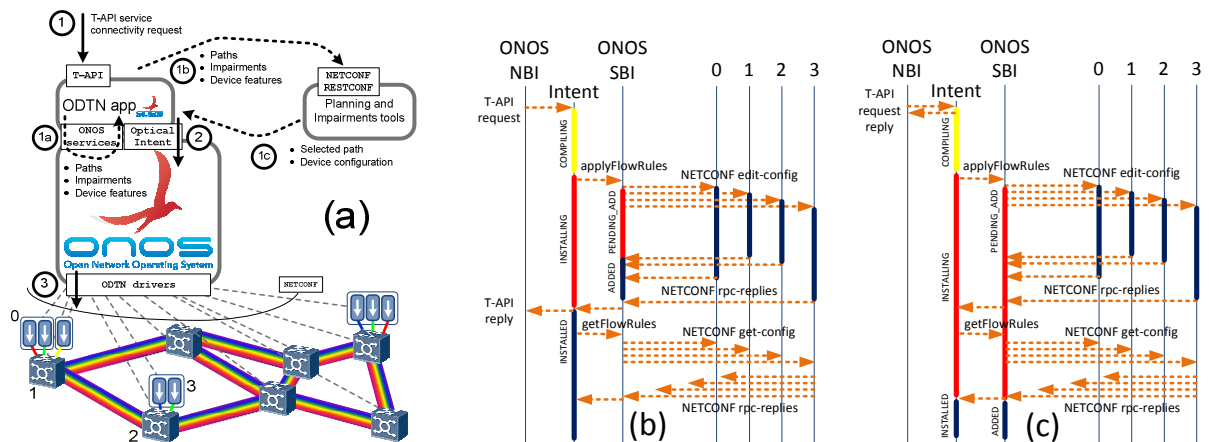 1
T-API service
connectivity request
T-API
1b
• Paths
• Impairments
• Device features
NETCONF
RESTCONF
Planning and
Impairments tools
ODTN app
1a
ONOS
services
Optical
Intent
2
1c
• Selected path
• Device configuration
• Paths
• Impairments
• Device features
(a)
onos
Open Network Operating System
3
ODTN drivers
NETCONF
0
1
3
2
ONOS
NBI
ONOS
SBI
0 1 2 3
Intent
T-API
request
COMPILING
applyFlowRules
NETCONF edit-config
INSTALLING
PENDING_ADD
ADDED
NETCONF rpc-replies
T-API
reply
getFlowRules
NETCONF get-config
INSTALLED
NETCONF rpc-replies
(b)
ONOS
NBI
ONOS
SBI
0 1 2 3
Intent
T-API
request
reply
COMPILING
applyFlowRules
NETCONF edit-config
INSTALLING
PENDING_ADD
NETCONF rpc-replies
getFlowRules
NETCONF get-config
NETCONF rpc-replies
INSTALLED
ADDED
(c)